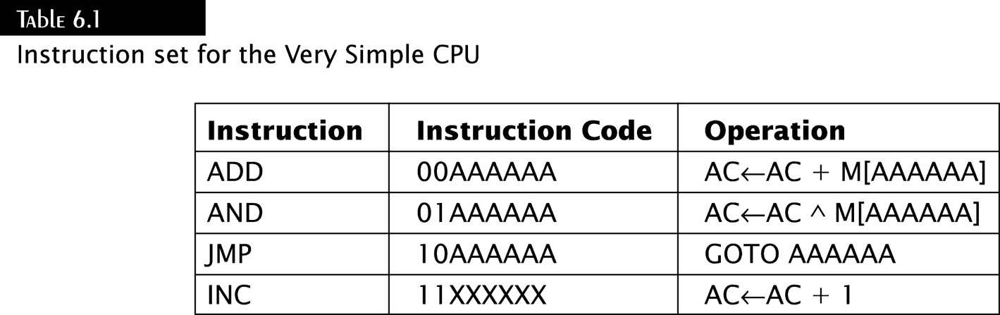 Table 6.1
Instruction set for the Very Simple CPU
Instruction Instruction Code Operation
ADD 00AAAAAA AC←AC + M[AAAAAA]
AND 01AAAAAA AC←AC ^ M[AAAAAA]
JMP 10AAAAAA GOTO AAAAAA
INC 11XXXXXX AC←AC + 1